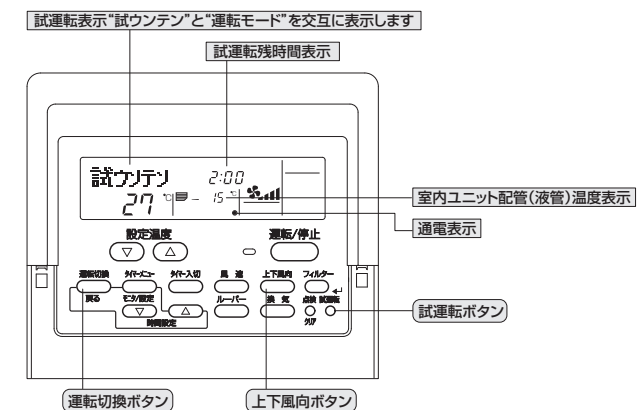 試運転表示“試ウンテン”と“運転モード”を交互に表示します
試運転残時間表示
試ウンテン 2:00
27 ℃ - 15 ℃
室内ユニット配管(液管)温度表示
通電表示
設定温度 運転/停止
▽ △
運転切換 タイマーメニュー タイマー入切 風 速 上下風向 フィルター
戻る モニタ/設定 ルーバー 換 気 点検 試運転
▽ △
時間設定 クリア
試運転ボタン
運転切換ボタン 上下風向ボタン